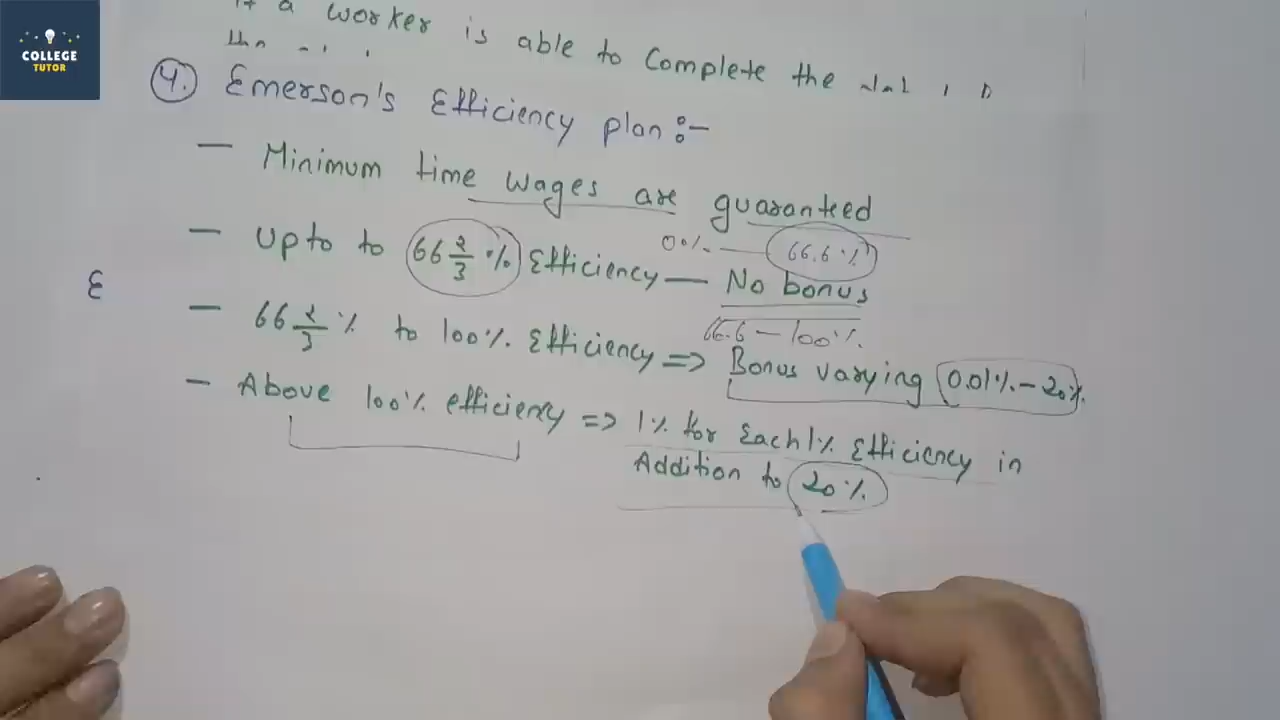 COLLEGE
TUTOR
If a worker is able to complete the
4. Emerson's Efficiency plan :-
— Minimum time wages are guaranteed
0% — 66.6%
— Upto to 66 2/3 % Efficiency — No bonus
66.6 — 100%.
— 66 2/3 % to 100% Efficiency => Bonus varying 0.01% - 20%.
— Above 100% efficiency => 1% for Each 1% Efficiency in
Addition to 20%.
ε